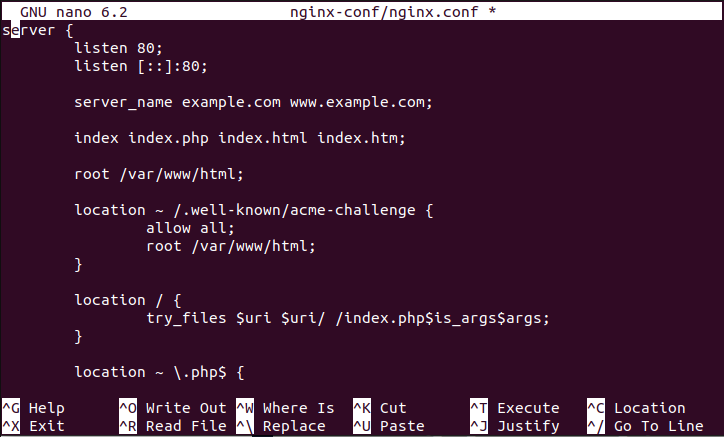 GNU nano 6.2 nginx-conf/nginx.conf *
server {
listen 80;
listen [::]:80;
server_name example.com www.example.com;
index index.php index.html index.htm;
root /var/www/html;
location ~ /.well-known/acme-challenge {
allow all;
root /var/www/html;
}
location / {
try_files $uri $uri/ /index.php$is_args$args;
}
location ~ \.php$ {
^G Help ^O Write Out ^W Where Is ^K Cut ^T Execute ^C Location
^X Exit ^R Read File ^\ Replace ^U Paste ^J Justify ^/ Go To Line